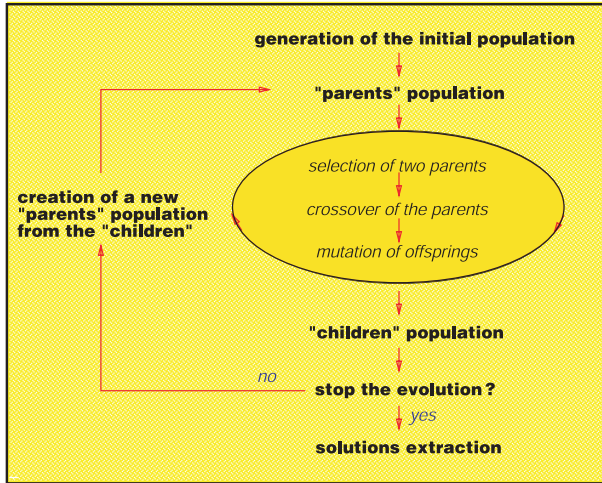 generation of the initial population
"parents" population
selection of two parents
crossover of the parents
mutation of offsprings
creation of a new
"parents" population
from the "children"
"children" population
no
stop the evolution?
yes
solutions extraction